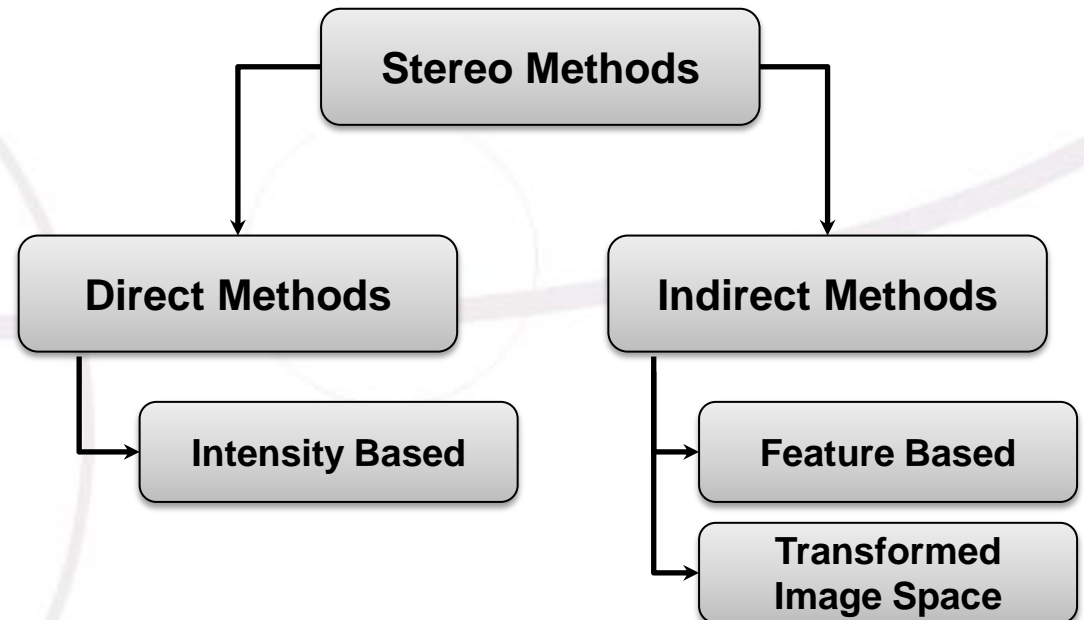 Stereo Methods
Direct Methods
Indirect Methods
Intensity Based
Feature Based
Transformed
Image Space